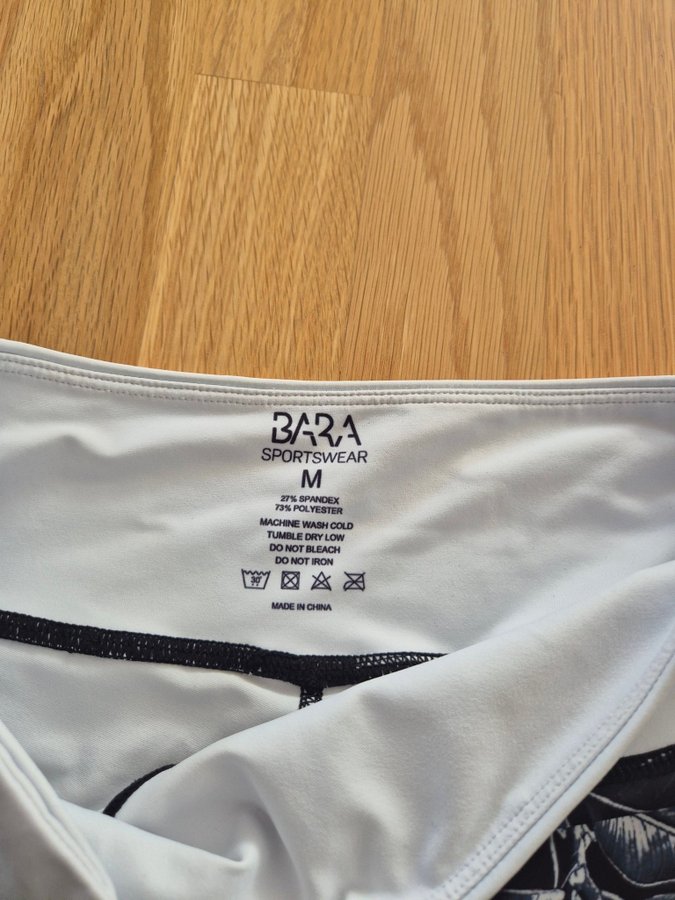 BARA
SPORTSWEAR
M
27% SPANDEX
73% POLYESTER
MACHINE WASH COLD
TUMBLE DRY LOW
DO NOT BLEACH
DO NOT IRON
30°
MADE IN CHINA